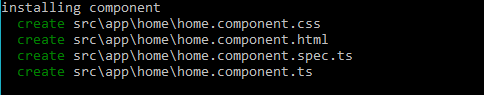 installing component
create src\app\home\home.component.css
create src\app\home\home.component.html
create src\app\home\home.component.spec.ts
create src\app\home\home.component.ts